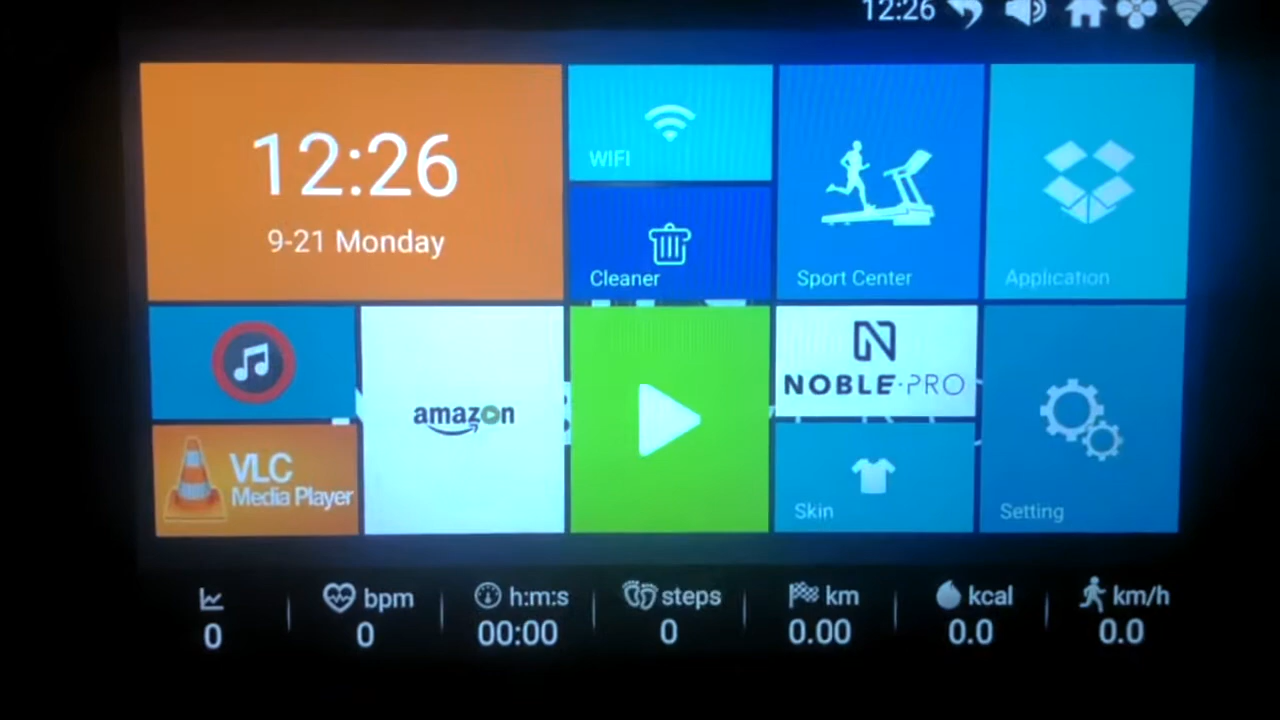 12:26
12:26
9-21 Monday
WIFI
Cleaner
Sport Center
Application
amazon
NOBLE-PRO
VLC
Media Player
Skin
Setting
bpm
h:m:s
steps
km
kcal
km/h
0
0
00:00
0
0.00
0.0
0.0